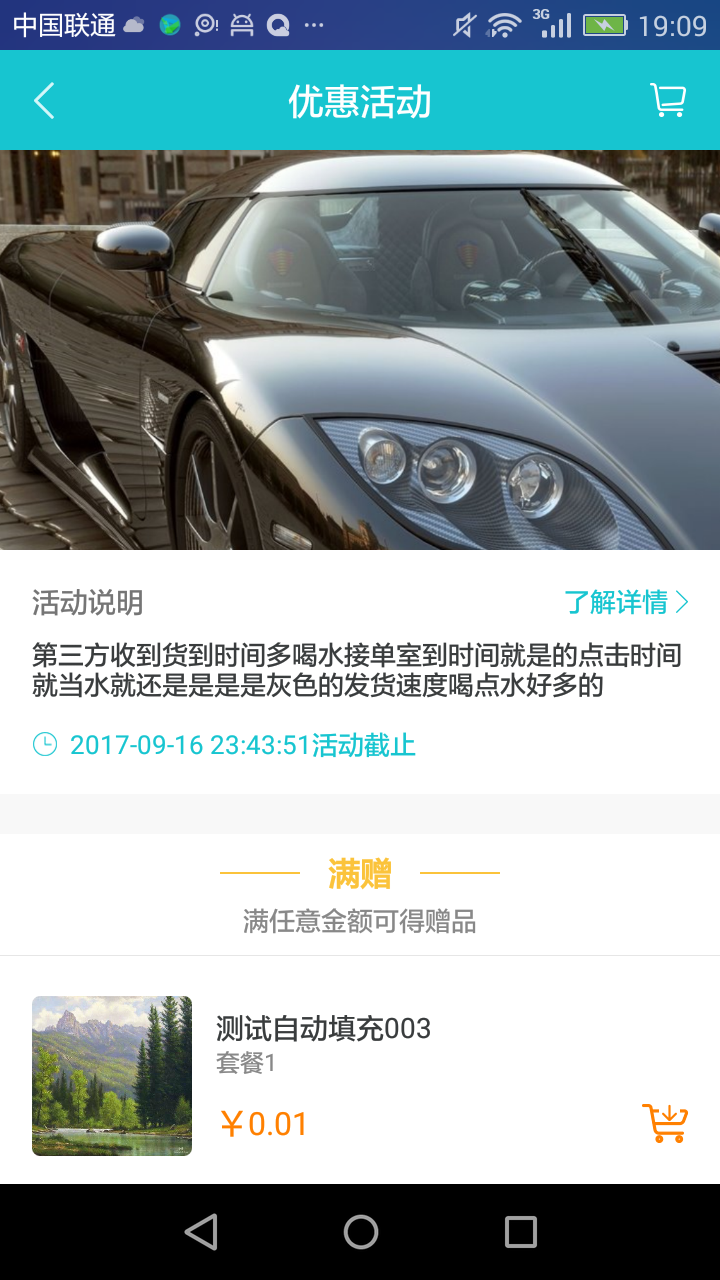 中国联通
3G
19:09
优惠活动
活动说明
了解详情
第三方收到货到时间多喝水接单室到时间就是的点击时间
就当水就还是是是是灰色的发货速度喝点水好多的
2017-09-16 23:43:51活动截止
满赠
满任意金额可得赠品
测试自动填充003
套餐1
￥0.01